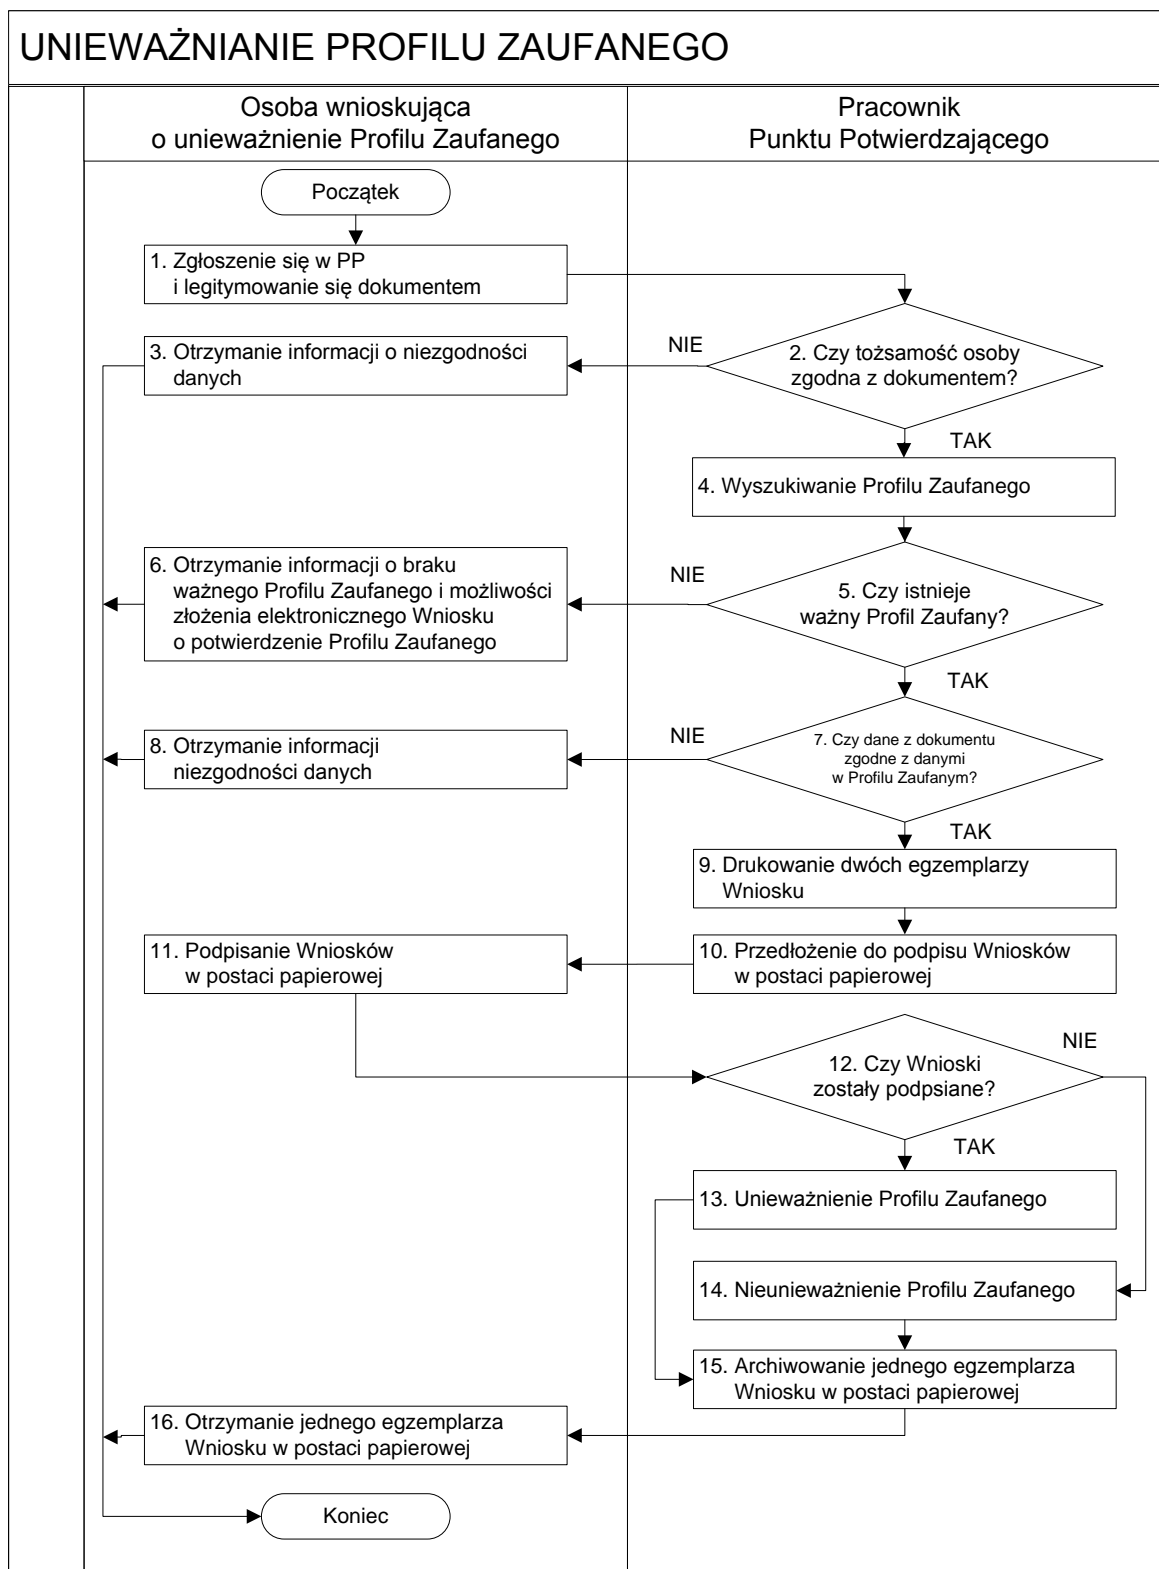 UNIEWAŻNIANIE PROFILU ZAUFANEGO
Osoba wnioskująca
o unieważnienie Profilu Zaufanego
Pracownik
Punktu Potwierdzającego
Początek
1. Zgłoszenie się w PP
i legitymowanie się dokumentem
2. Czy tożsamość osoby
zgodna z dokumentem?
NIE
3. Otrzymanie informacji o niezgodności
danych
TAK
4. Wyszukiwanie Profilu Zaufanego
5. Czy istnieje
ważny Profil Zaufany?
NIE
6. Otrzymanie informacji o braku
ważnego Profilu Zaufanego i możliwości
złożenia elektronicznego Wniosku
o potwierdzenie Profilu Zaufanego
TAK
7. Czy dane z dokumentu
zgodne z danymi
w Profilu Zaufanym?
NIE
8. Otrzymanie informacji
niezgodności danych
TAK
9. Drukowanie dwóch egzemplarzy
Wniosku
10. Przedłożenie do podpisu Wniosków
w postaci papierowej
11. Podpisanie Wniosków
w postaci papierowej
12. Czy Wnioski
zostały podpsiane?
NIE
TAK
13. Unieważnienie Profilu Zaufanego
14. Nieunieważnienie Profilu Zaufanego
15. Archiwowanie jednego egzemplarza
Wniosku w postaci papierowej
16. Otrzymanie jednego egzemplarza
Wniosku w postaci papierowej
Koniec